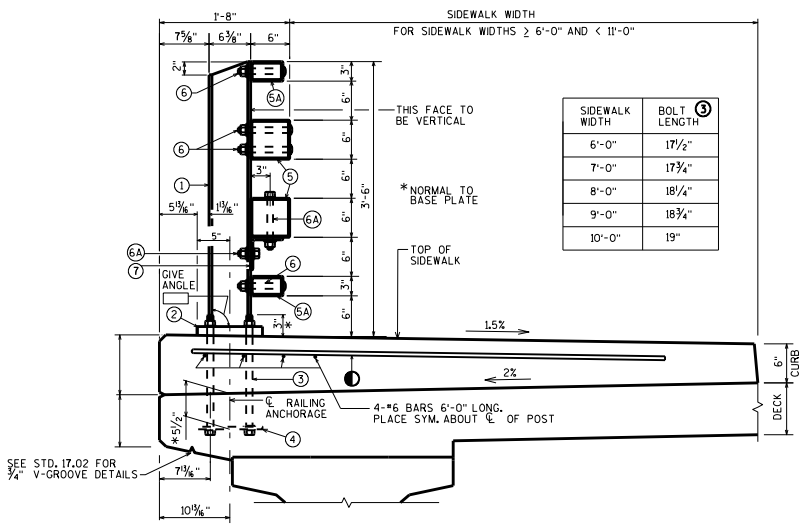 1'-8"
SIDEWALK WIDTH
7⅝"
6⅜"
6"
FOR SIDEWALK WIDTHS ≥ 6'-0" AND < 11'-0"
2"
3"
6
5A
6"
THIS FACE TO
BE VERTICAL
6"
6
5
6"
3"
1
3'-6"
*NORMAL TO
BASE PLATE
5 13/16"
1 13/16"
6A
6"
5"
6A
6"
TOP OF
SIDEWALK
7
6
GIVE
ANGLE
3"
5A
2
3"
*
6"
SIDEWALK
WIDTH
BOLT ③
LENGTH
6'-0" 17½"
7'-0" 17¾"
8'-0" 18¼"
9'-0" 18¾"
10'-0" 19"
1.5%
6"
CURB
2%
3
℄ RAILING
ANCHORAGE
4-#6 BARS 6'-0" LONG.
PLACE SYM. ABOUT ℄ OF POST
DECK
*5½"
4
SEE STD. 17.02 FOR
¾" V-GROOVE DETAILS
7 13/16"
10 13/16"